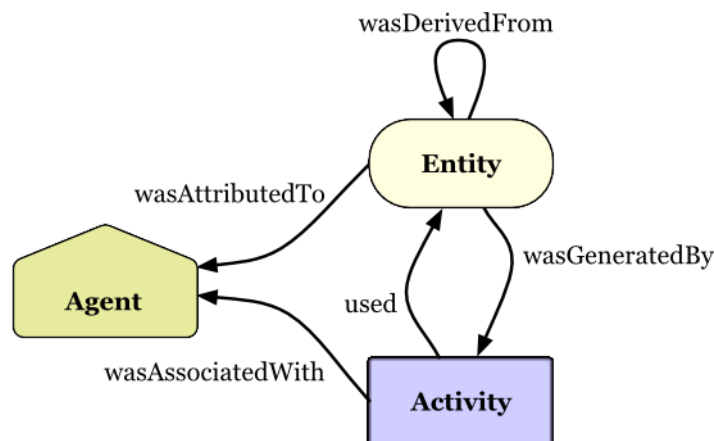 wasDerivedFrom
Entity
wasAttributedTo
wasGeneratedBy
Agent
used
wasAssociatedWith
Activity